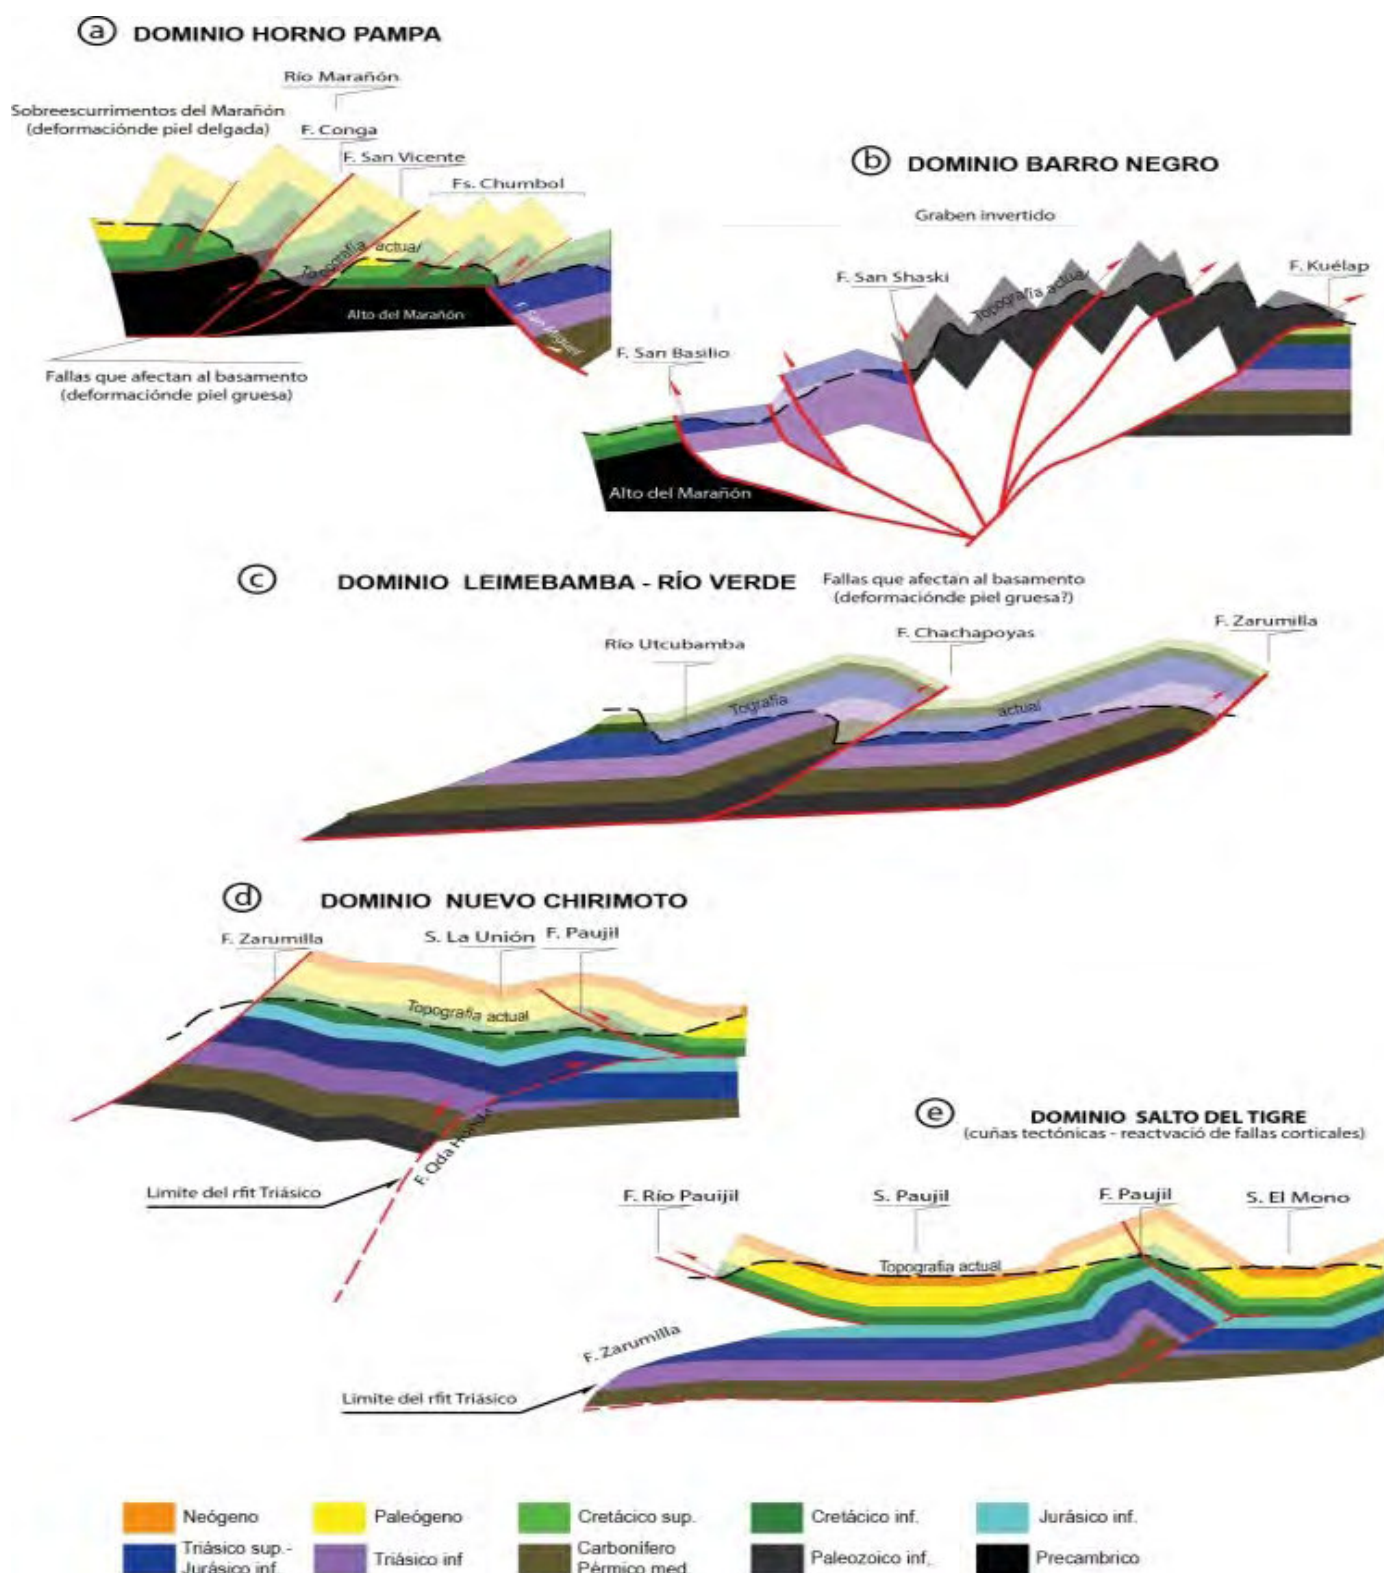 a DOMINIO HORNO PAMPA
Río Marañón
Sobreescurrimentos del Marañón
(deformaciónde piel delgada)
F. Conga
F. San Vicente
Fs. Chumbol
Topografía actual
Alto del Marañón
F. San Miguel
Fallas que afectan al basamento
(deformaciónde piel gruesa)
b DOMINIO BARRO NEGRO
Graben invertido
F. San Shaski
F. Kuélap
Topografía actual
F. San Basilio
Alto del Marañón
c DOMINIO LEIMEBAMBA - RÍO VERDE
Fallas que afectan al basamento
(deformaciónde piel gruesa?)
Río Utcubamba
F. Chachapoyas
F. Zarumilla
Tografía actual
d DOMINIO NUEVO CHIRIMOTO
F. Zarumilla
S. La Unión
F. Paujil
Topografía actual
F. Qda Honda
Limite del rfit Triásico
e DOMINIO SALTO DEL TIGRE
(cuñas tectónicas - reactvació de fallas corticales)
F. Río Pauijil
S. Paujil
F. Paujil
S. El Mono
Topografia actual
F. Zarumilla
Limite del rfit Triásico
Neógeno
Paleógeno
Cretácico sup.
Cretácico inf.
Jurásico inf.
Triásico sup.-
Jurásico inf.
Triásico inf
Carbonífero
Pérmico med.
Paleozoico inf.
Precambrico